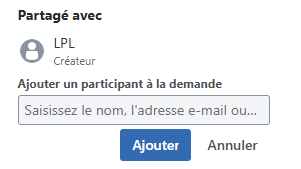 Partagé avec
LPL
Créateur
Ajouter un participant à la demande
Saisissez le nom, l'adresse e-mail ou...
Ajouter Annuler